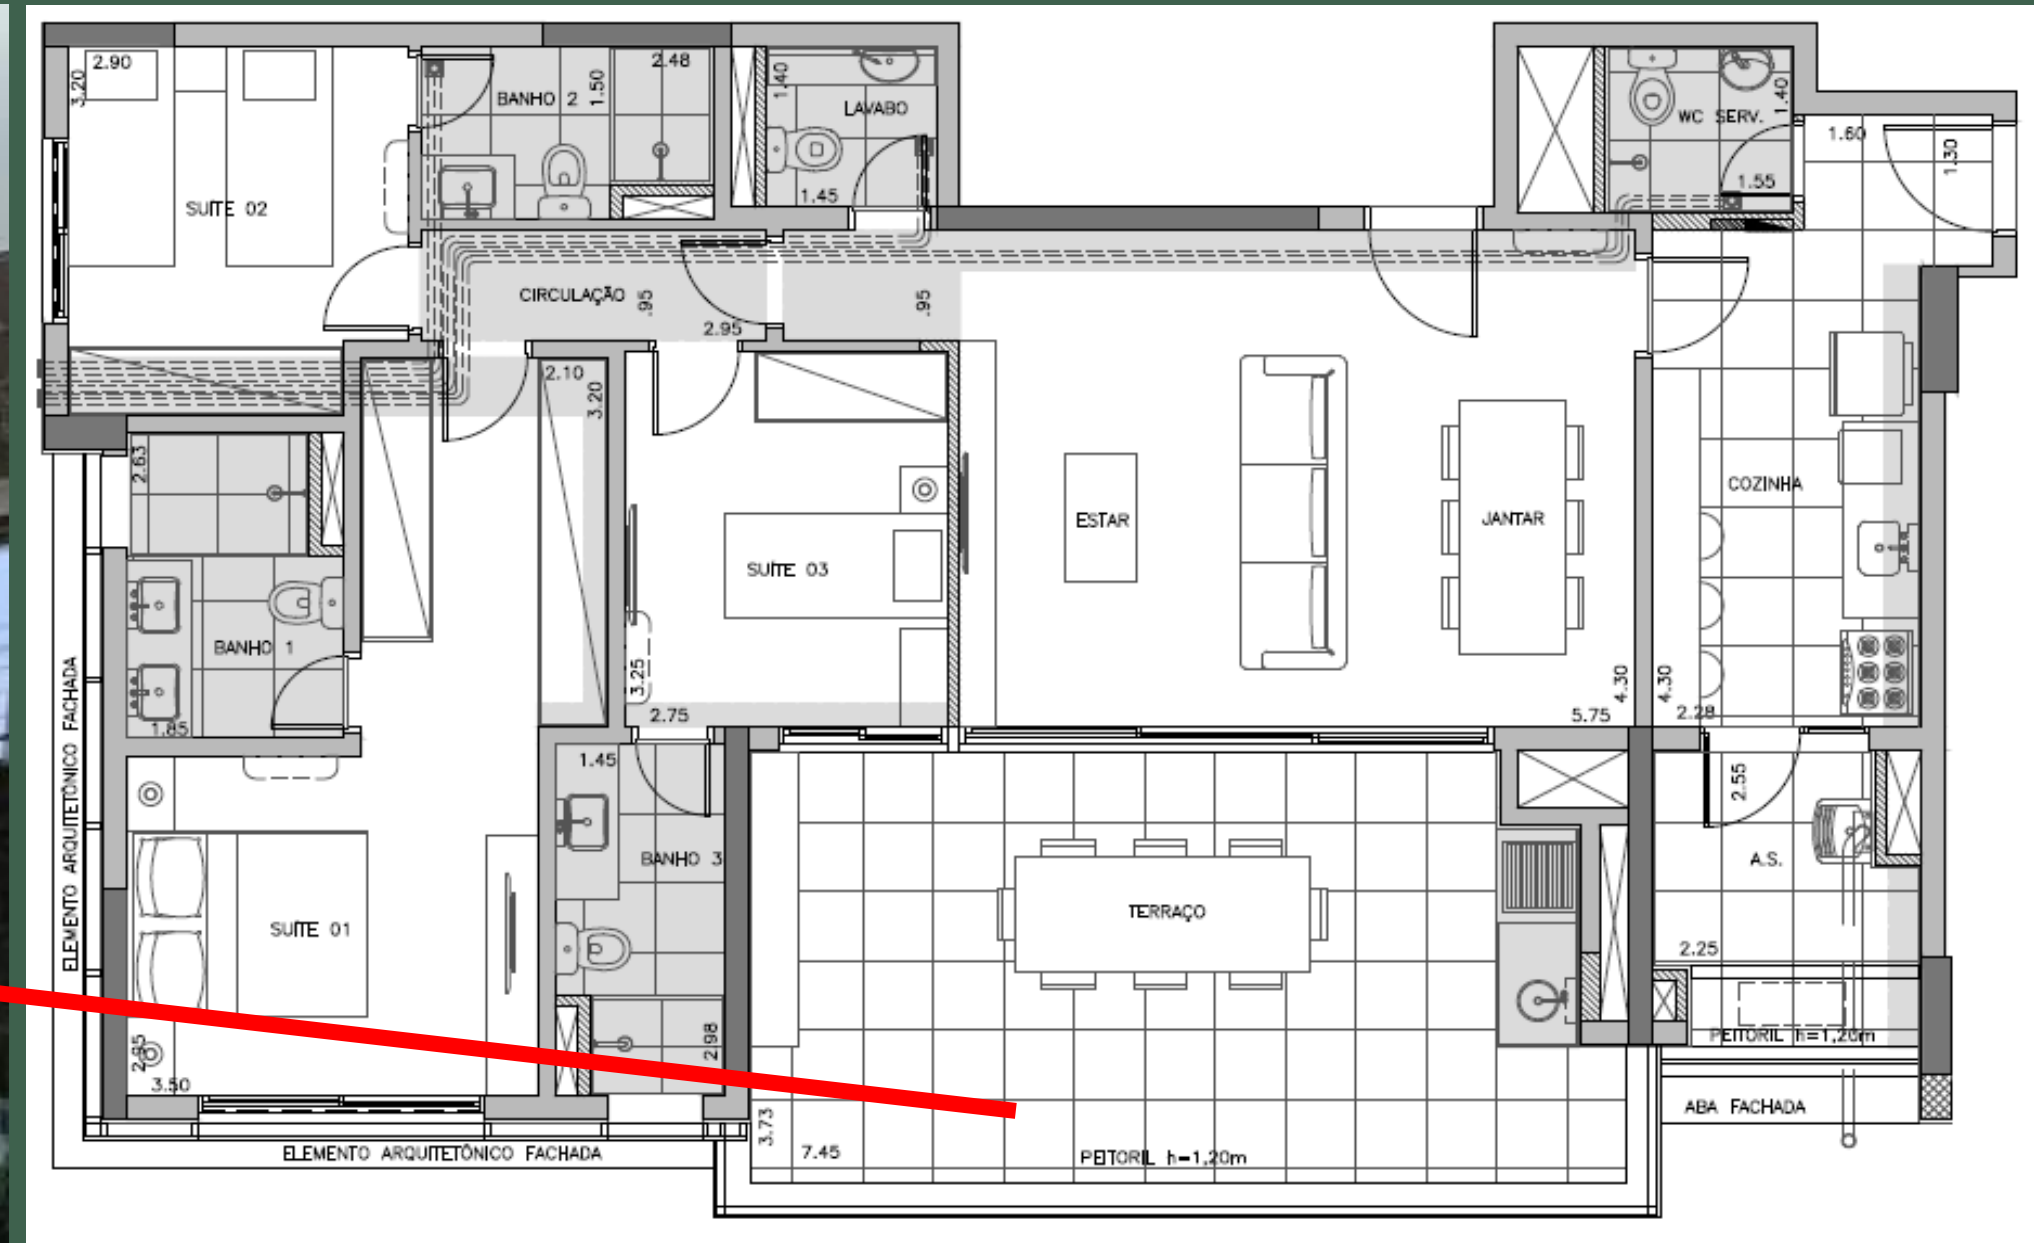 2.90
3.20
SUÍTE 02
BANHO 2
1.50
2.48
1.40
LAVABO
1.45
WC SERV.
1.40
1.55
1.60
1.30
CIRCULAÇÃO
.95
2.95
.95
2.10
3.20
2.63
BANHO 1
1.85
SUÍTE 03
3.25
2.75
ESTAR
JANTAR
4.30
5.75
COZINHA
4.30
2.28
ELEMENTO ARQUITETÔNICO FACHADA
SUÍTE 01
2.95
3.50
1.45
BANHO 3
2.98
TERRAÇO
3.73
7.45
PEITORIL h=1,20m
2.55
A.S.
2.25
PEITORIL h=1,20m
ABA FACHADA
ELEMENTO ARQUITETÔNICO FACHADA